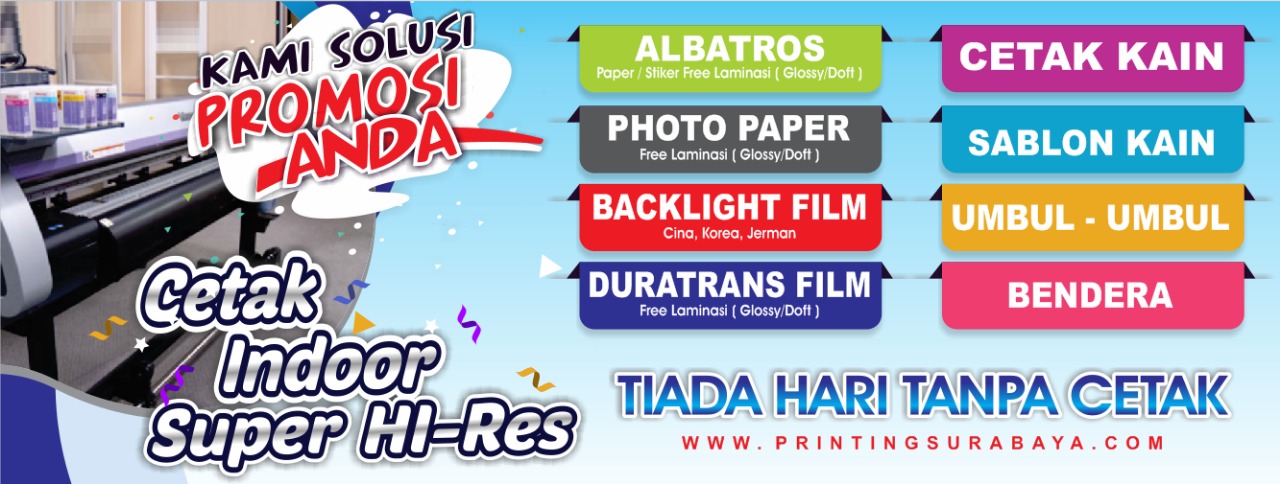 KAMI SOLUSI
PROMOSI
ANDA
Cetak
Indoor
Super HI-Res
ALBATROS
Paper / Stiker Free Laminasi ( Glossy/Doft )
PHOTO PAPER
Free Laminasi ( Glossy/Doft )
BACKLIGHT FILM
Cina, Korea, Jerman
DURATRANS FILM
Free Laminasi ( Glossy/Doft )
CETAK KAIN
SABLON KAIN
UMBUL - UMBUL
BENDERA
TIADA HARI TANPA CETAK
WWW.PRINTINGSURABAYA.COM